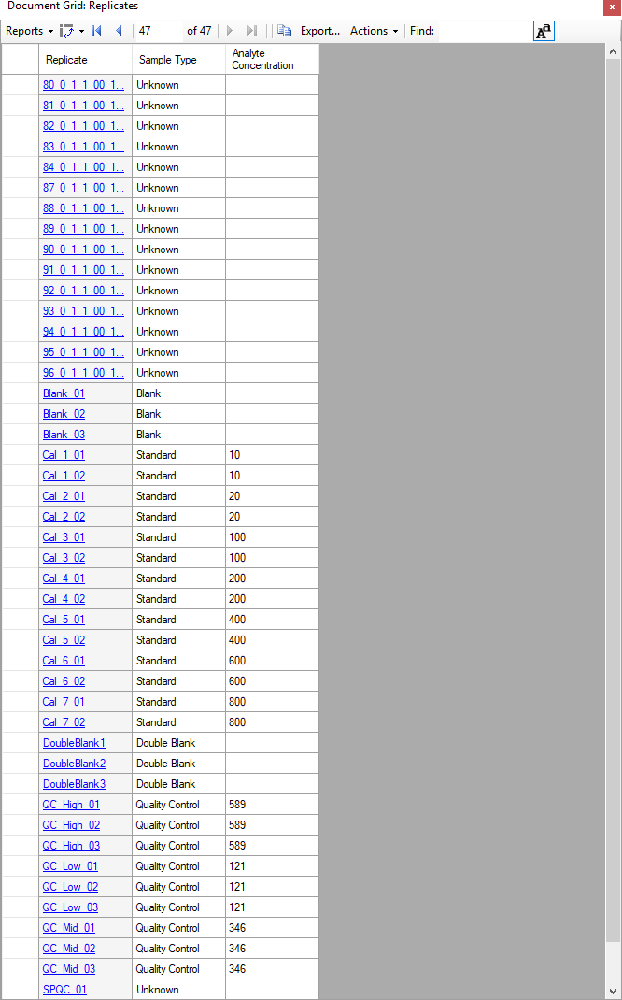 Document Grid: Replicates
x
Reports 47 of 47 Export... Actions Find: Aa
Replicate Sample Type Analyte Concentration
80_0_1_1_00_1... Unknown
81_0_1_1_00_1... Unknown
82_0_1_1_00_1... Unknown
83_0_1_1_00_1... Unknown
84_0_1_1_00_1... Unknown
87_0_1_1_00_1... Unknown
88_0_1_1_00_1... Unknown
89_0_1_1_00_1... Unknown
90_0_1_1_00_1... Unknown
91_0_1_1_00_1... Unknown
92_0_1_1_00_1... Unknown
93_0_1_1_00_1... Unknown
94_0_1_1_00_1... Unknown
95_0_1_1_00_1... Unknown
96_0_1_1_00_1... Unknown
Blank_01 Blank
Blank_02 Blank
Blank_03 Blank
Cal_1_01 Standard 10
Cal_1_02 Standard 10
Cal_2_01 Standard 20
Cal_2_02 Standard 20
Cal_3_01 Standard 100
Cal_3_02 Standard 100
Cal_4_01 Standard 200
Cal_4_02 Standard 200
Cal_5_01 Standard 400
Cal_5_02 Standard 400
Cal_6_01 Standard 600
Cal_6_02 Standard 600
Cal_7_01 Standard 800
Cal_7_02 Standard 800
DoubleBlank1 Double Blank
DoubleBlank2 Double Blank
DoubleBlank3 Double Blank
QC_High_01 Quality Control 589
QC_High_02 Quality Control 589
QC_High_03 Quality Control 589
QC_Low_01 Quality Control 121
QC_Low_02 Quality Control 121
QC_Low_03 Quality Control 121
QC_Mid_01 Quality Control 346
QC_Mid_02 Quality Control 346
QC_Mid_03 Quality Control 346
SPQC_01 Unknown